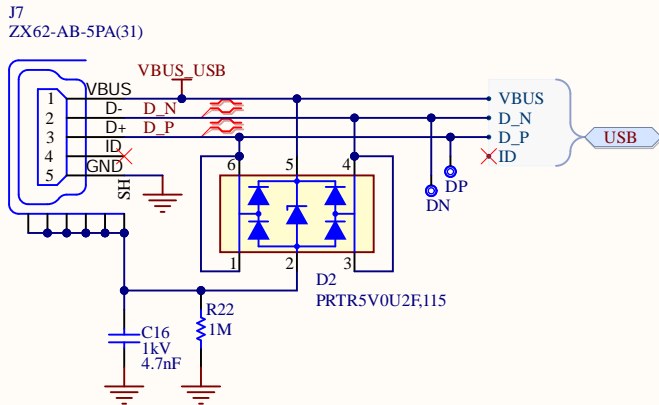 J7
ZX62-AB-5PA(31)
VBUS_USB
1 VBUS
2 D- D_N
3 D+ D_P
4 ID
5 GND
SH
VBUS
D_N
D_P
ID
USB
DP
DN
6 5 4
1 2 3
D2
PRTR5V0U2F,115
R22
1M
C16
1kV
4.7nF